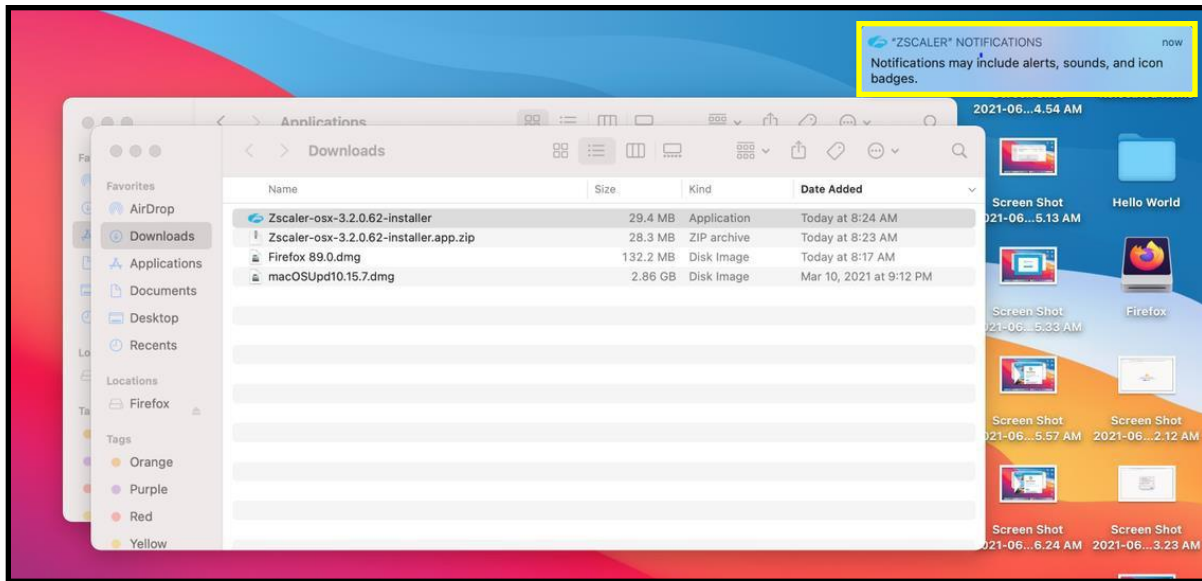 "ZSCALER" NOTIFICATIONS now
Notifications may include alerts, sounds, and icon
badges.
2021-06...4.54 AM
Applications
Fa
Downloads
Favorites
Name Size Kind Date Added
AirDrop
Zscaler-osx-3.2.0.62-installer 29.4 MB Application Today at 8:24 AM
Downloads
Zscaler-osx-3.2.0.62-installer.app.zip 28.3 MB ZIP archive Today at 8:23 AM
Firefox 89.0.dmg 132.2 MB Disk Image Today at 8:17 AM
Applications
macOSUpd10.15.7.dmg 2.86 GB Disk Image Mar 10, 2021 at 9:12 PM
Documents
Desktop
Recents
Lo
Locations
Firefox
Ta
Tags
Orange
Purple
Red
Yellow
Screen Shot
021-06...5.13 AM
Hello World
Screen Shot
021-06...5.33 AM
Firefox
Screen Shot
021-06...5.57 AM
Screen Shot
2021-06...2.12 AM
Screen Shot
021-06...6.24 AM
Screen Shot
2021-06...3.23 AM